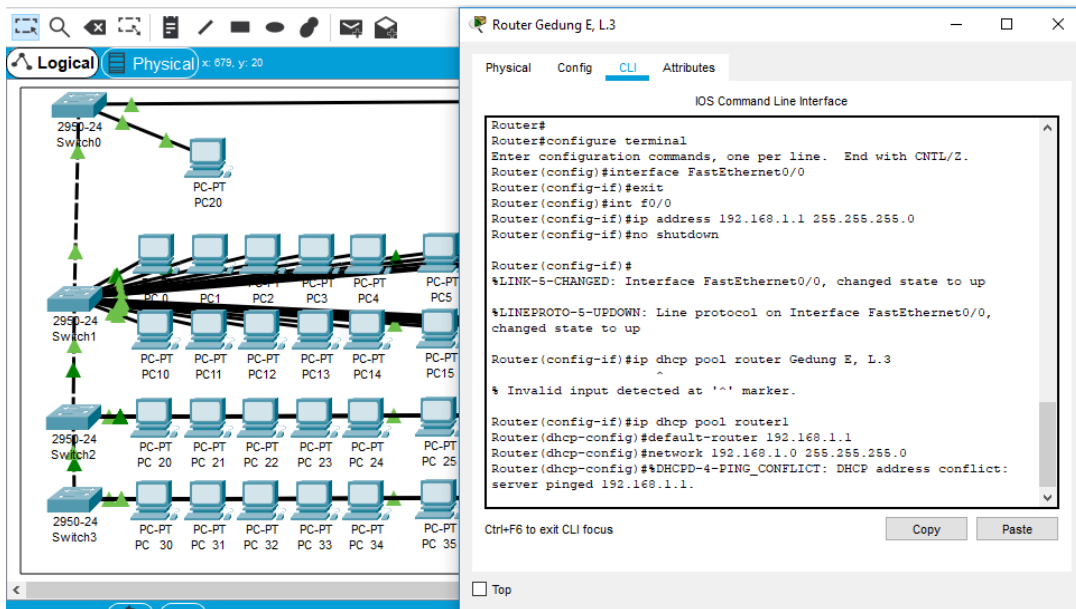 Logical
Physical
x: 679, y: 20
2950-24
Switch0
PC-PT
PC20
PC-PT
PC 0
PC-PT
PC1
PC-PT
PC2
PC-PT
PC3
PC-PT
PC4
PC-PT
PC5
2950-24
Switch1
PC-PT
PC10
PC-PT
PC11
PC-PT
PC12
PC-PT
PC13
PC-PT
PC14
PC-PT
PC15
2950-24
Switch2
PC-PT
PC 20
PC-PT
PC 21
PC-PT
PC 22
PC-PT
PC 23
PC-PT
PC 24
PC-PT
PC 25
2950-24
Switch3
PC-PT
PC 30
PC-PT
PC 31
PC-PT
PC 32
PC-PT
PC 33
PC-PT
PC 34
PC-PT
PC 35
Router Gedung E, L.3
Physical Config CLI Attributes
IOS Command Line Interface
Router#
Router#configure terminal
Enter configuration commands, one per line.  End with CNTL/Z.
Router(config)#interface FastEthernet0/0
Router(config-if)#exit
Router(config)#int f0/0
Router(config-if)#ip address 192.168.1.1 255.255.255.0
Router(config-if)#no shutdown
Router(config-if)#
%LINK-5-CHANGED: Interface FastEthernet0/0, changed state to up
%LINEPROTO-5-UPDOWN: Line protocol on Interface FastEthernet0/0,
changed state to up
Router(config-if)#ip dhcp pool router Gedung E, L.3
^
% Invalid input detected at '^' marker.
Router(config-if)#ip dhcp pool router1
Router(dhcp-config)#default-router 192.168.1.1
Router(dhcp-config)#network 192.168.1.0 255.255.255.0
Router(dhcp-config)#%DHCPD-4-PING_CONFLICT: DHCP address conflict:
server pinged 192.168.1.1.
Ctrl+F6 to exit CLI focus
Copy
Paste
Top